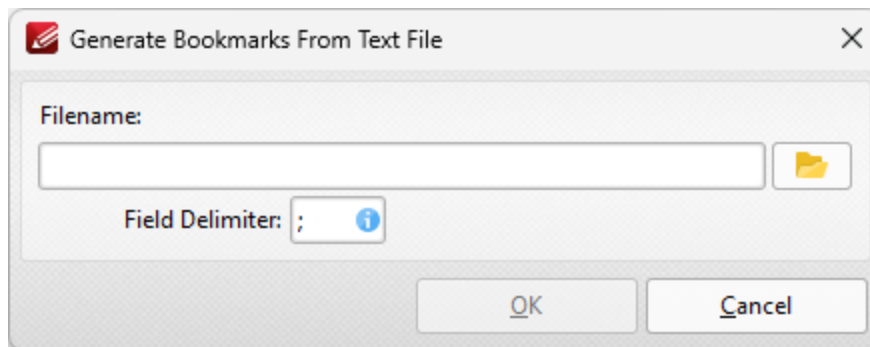 Generate Bookmarks From Text File
Filename:
Field Delimiter: ;
OK
Cancel